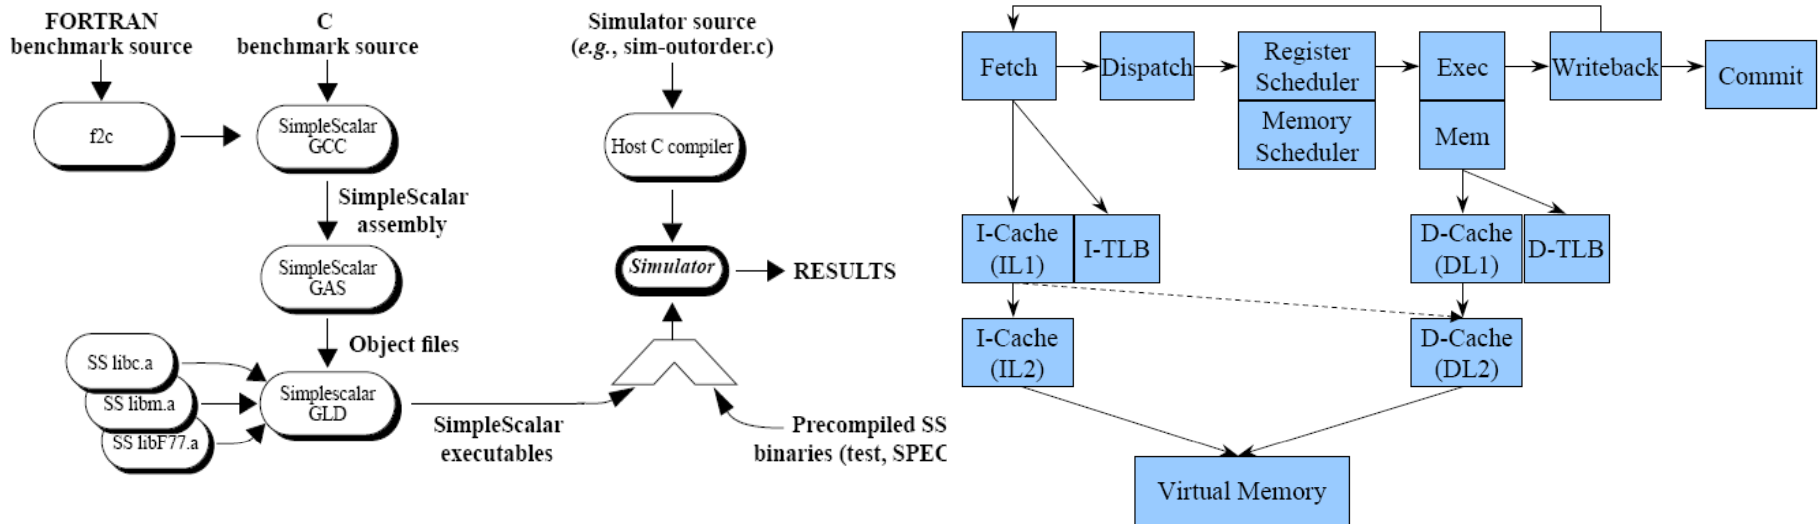 FORTRAN
benchmark source
C
benchmark source
Simulator source
(e.g., sim-outorder.c)
f2c
SimpleScalar
GCC
Host C compiler
SimpleScalar
assembly
SimpleScalar
GAS
Simulator
RESULTS
Object files
SS libc.a
SS libm.a
SS libF77.a
Simplescalar
GLD
SimpleScalar
executables
Precompiled SS
binaries (test, SPEC
Fetch
Dispatch
Register
Scheduler
Memory
Scheduler
Exec
Mem
Writeback
Commit
I-Cache
(IL1)
I-TLB
D-Cache
(DL1)
D-TLB
I-Cache
(IL2)
D-Cache
(DL2)
Virtual Memory